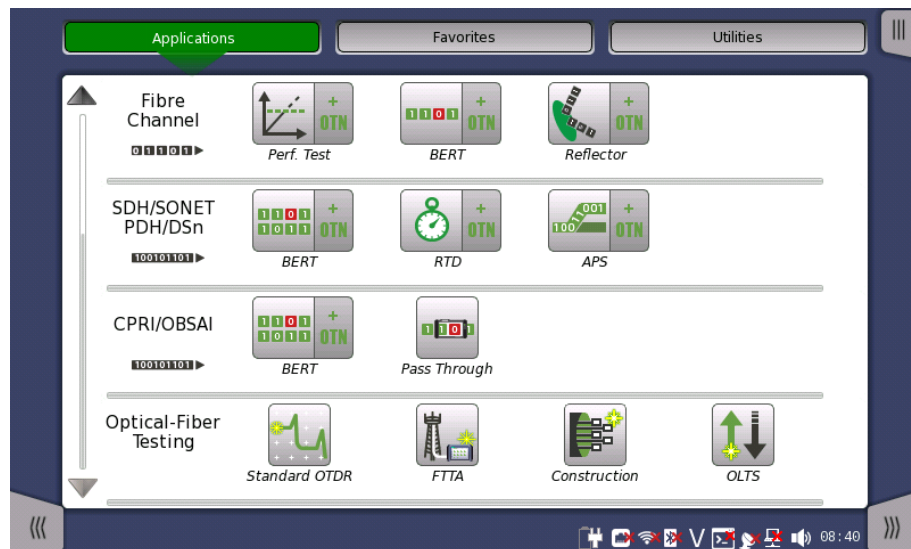 Applications
Favorites
Utilities
Fibre
Channel
01101
+
OTN
Perf. Test
1101
+
OTN
BERT
+
OTN
Reflector
SDH/SONET
PDH/DSn
100101101
1101
1011
+
OTN
BERT
+
OTN
RTD
001
100
+
OTN
APS
CPRI/OBSAI
100101101
1101
1011
+
OTN
BERT
1101
Pass Through
Optical-Fiber
Testing
Standard OTDR
FTTA
Construction
OLTS
V
08:40